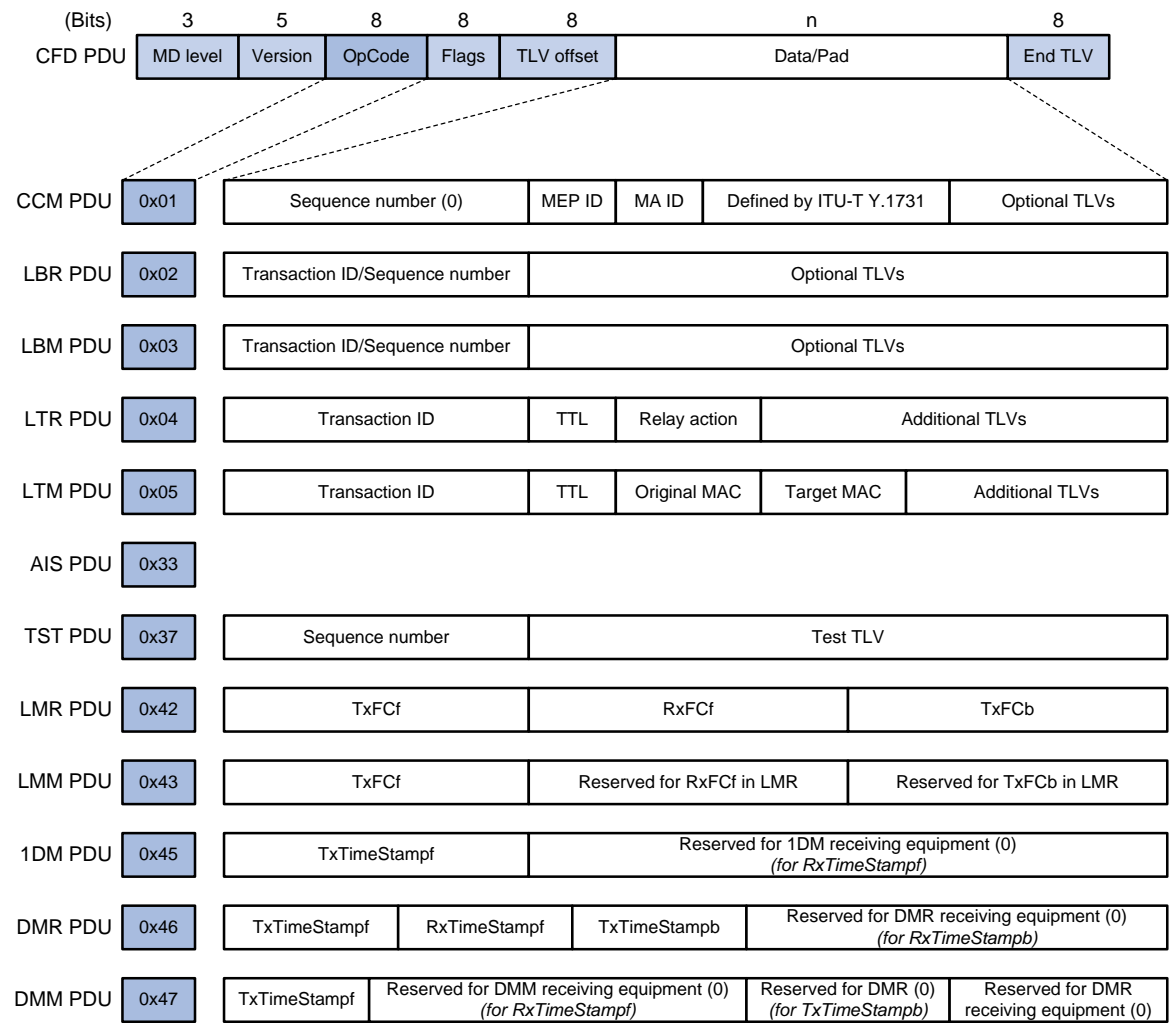 (Bits) 3 5 8 8 8 n 8
CFD PDU MD level Version OpCode Flags TLV offset Data/Pad End TLV
CCM PDU 0x01 Sequence number (0) MEP ID MA ID Defined by ITU-T Y.1731 Optional TLVs
LBR PDU 0x02 Transaction ID/Sequence number Optional TLVs
LBM PDU 0x03 Transaction ID/Sequence number Optional TLVs
LTR PDU 0x04 Transaction ID TTL Relay action Additional TLVs
LTM PDU 0x05 Transaction ID TTL Original MAC Target MAC Additional TLVs
AIS PDU 0x33
TST PDU 0x37 Sequence number Test TLV
LMR PDU 0x42 TxFCf RxFCf TxFCb
LMM PDU 0x43 TxFCf Reserved for RxFCf in LMR Reserved for TxFCb in LMR
1DM PDU 0x45 TxTimeStampf Reserved for 1DM receiving equipment (0)
(for RxTimeStampf)
DMR PDU 0x46 TxTimeStampf RxTimeStampf TxTimeStampb Reserved for DMR receiving equipment (0)
(for RxTimeStampb)
DMM PDU 0x47 TxTimeStampf Reserved for DMM receiving equipment (0) Reserved for DMR (0) Reserved for DMR
(for RxTimeStampf) (for TxTimeStampb) receiving equipment (0)